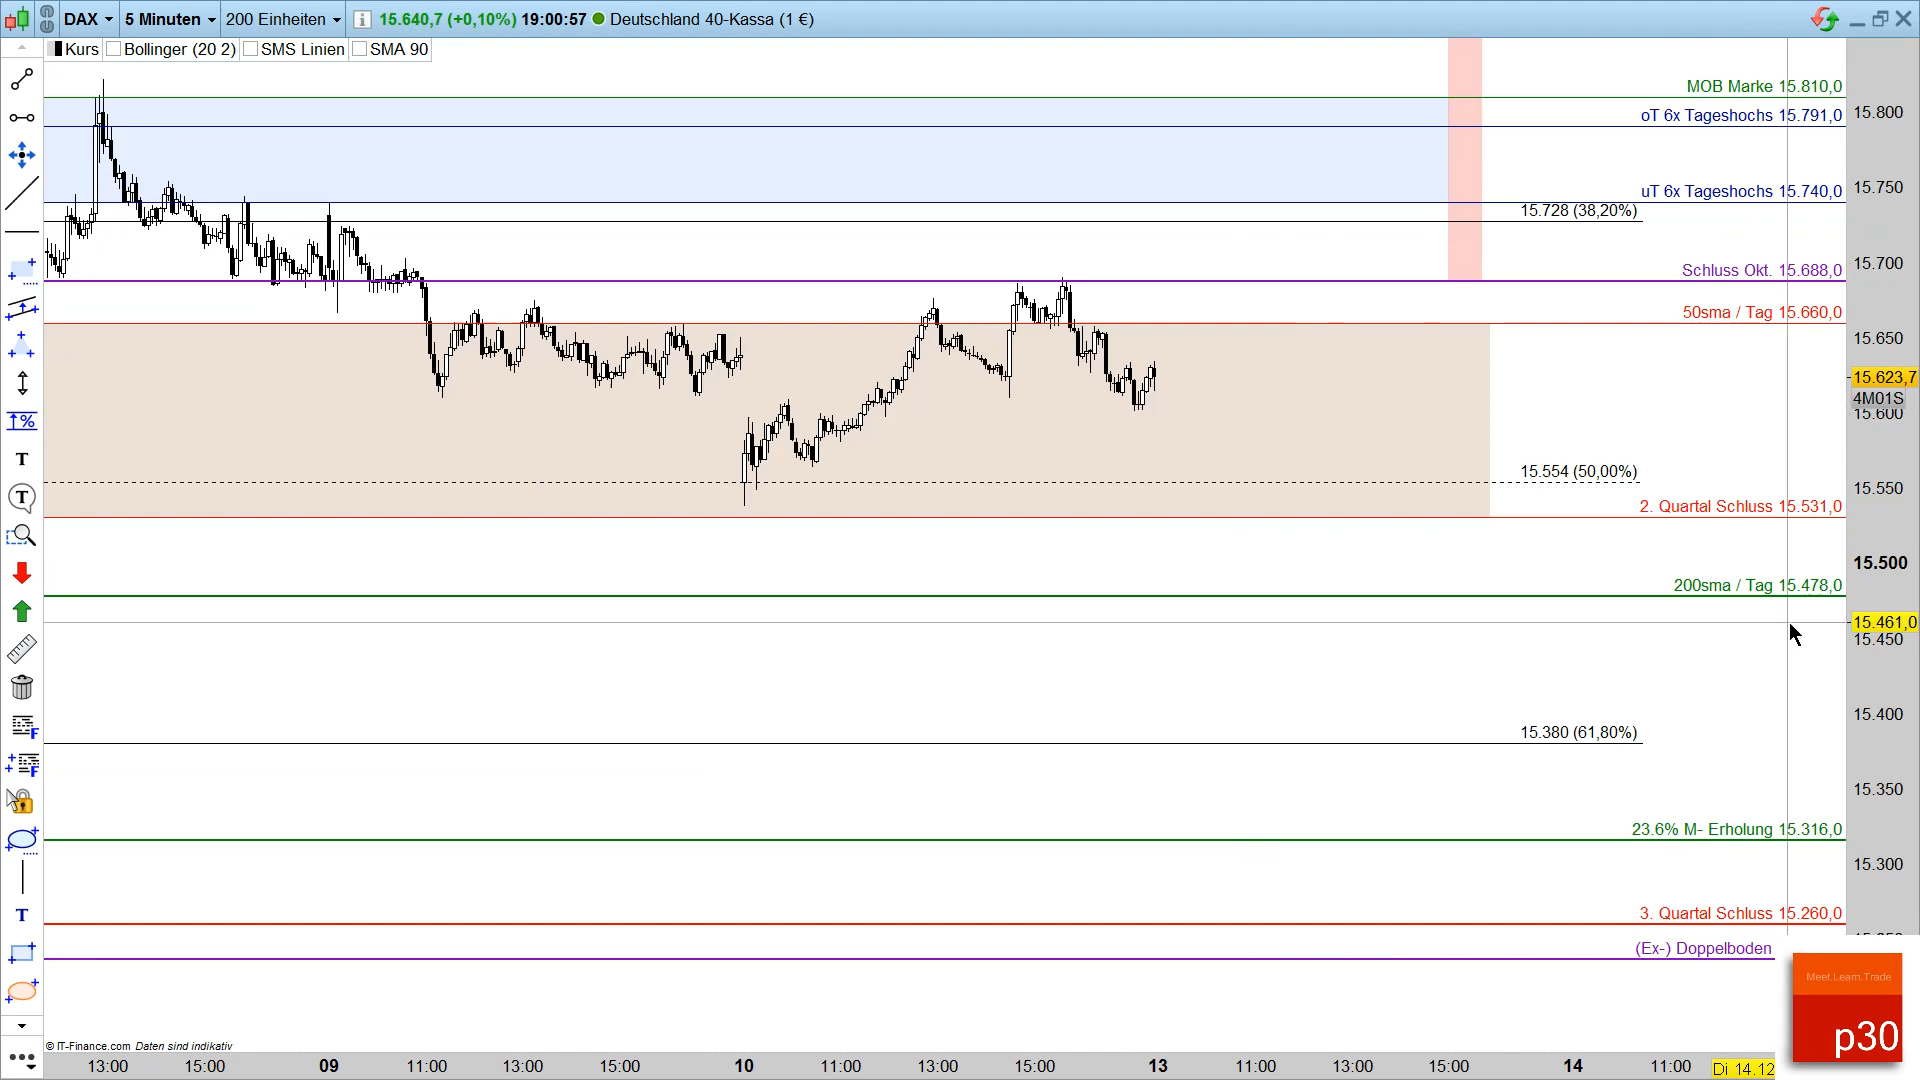 DAX 5 Minuten 200 Einheiten 15.640,7 (+0,10%) 19:00:57 Deutschland 40-Kassa (1 €)
Kurs Bollinger (20 2) SMS Linien SMA 90
MOB Marke 15.810,0
15.800
oT 6x Tageshochs 15.791,0
15.750
uT 6x Tageshochs 15.740,0
15.728 (38,20%)
15.700
Schluss Okt. 15.688,0
50sma / Tag 15.660,0
15.650
15.623,7
4M01S
15.600
15.554 (50,00%)
15.550
2. Quartal Schluss 15.531,0
15.500
200sma / Tag 15.478,0
15.461,0
15.450
15.400
15.380 (61,80%)
15.350
23.6% M- Erholung 15.316,0
15.300
3. Quartal Schluss 15.260,0
(Ex-) Doppelboden
Meet.Learn.Trade
p30
© IT-Finance.com Daten sind indikativ
13:00 15:00 09 11:00 13:00 15:00 10 11:00 13:00 15:00 13 11:00 13:00 15:00 14 11:00 Di 14.12